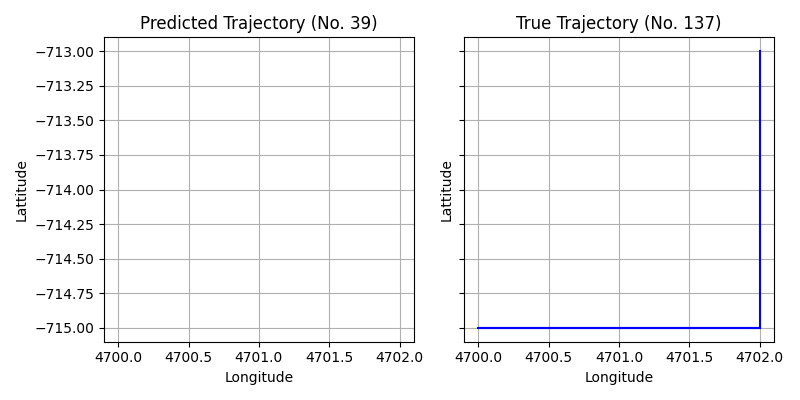 Predicted Trajectory (No. 39)
True Trajectory (No. 137)
−713.00
−713.25
−713.50
−713.75
−714.00
−714.25
−714.50
−714.75
−715.00
Lattitude
Lattitude
4700.0 4700.5 4701.0 4701.5 4702.0
4700.0 4700.5 4701.0 4701.5 4702.0
Longitude
Longitude